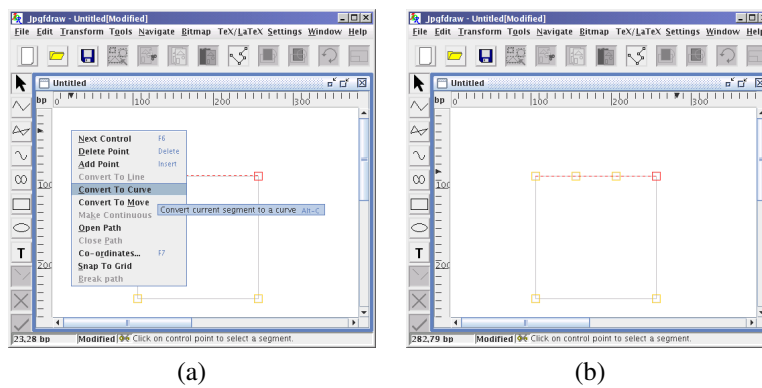 Jpgfdraw - Untitled[Modified]
File Edit Transform Tools Navigate Bitmap TeX/LaTeX Settings Window Help
Untitled
bp 0 100 200 300
100
200
Next Control F6
Delete Point Delete
Add Point Insert
Convert To Line
Convert To Curve
Convert To Move
Convert current segment to a curve Alt-C
Make Continuous
Open Path
Close Path
Co-ordinates... F7
Snap To Grid
Break path
T
23,28 bp Modified Click on control point to select a segment.
(a)
Jpgfdraw - Untitled[Modified]
File Edit Transform Tools Navigate Bitmap TeX/LaTeX Settings Window Help
Untitled
bp 0 100 200 300
100
200
T
282,79 bp Modified Click on control point to select a segment.
(b)